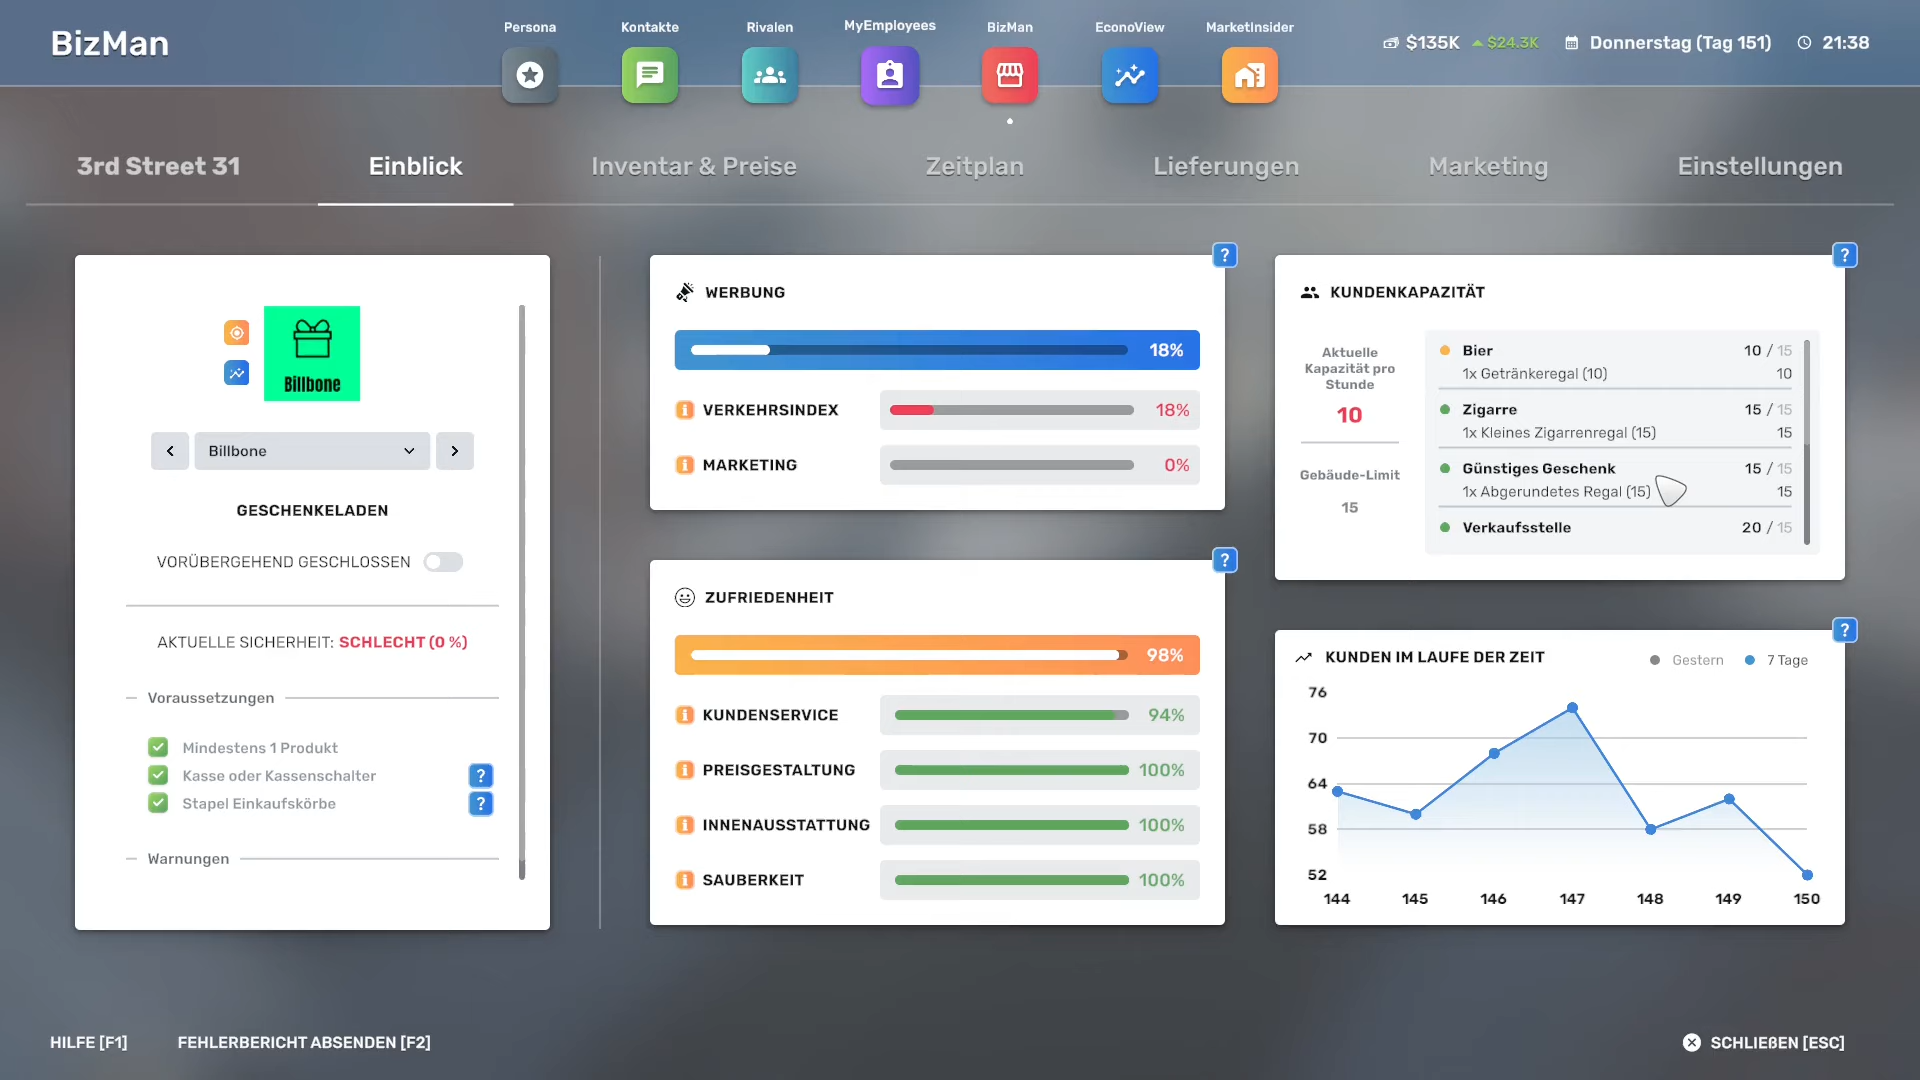 BizMan
Persona
Kontakte
Rivalen
MyEmployees
BizMan
EconoView
MarketInsider
$135K
$24.3K
Donnerstag (Tag 151)
21:38
3rd Street 31
Einblick
Inventar & Preise
Zeitplan
Lieferungen
Marketing
Einstellungen
Billbone
Billbone
GESCHENKELADEN
VORÜBERGEHEND GESCHLOSSEN
AKTUELLE SICHERHEIT: SCHLECHT (0 %)
Voraussetzungen
Mindestens 1 Produkt
Kasse oder Kassenschalter ?
Stapel Einkaufskörbe ?
Warnungen
?
WERBUNG
18%
i VERKEHRSINDEX 18%
i MARKETING 0%
?
ZUFRIEDENHEIT
98%
i KUNDENSERVICE 94%
i PREISGESTALTUNG 100%
i INNENAUSSTATTUNG 100%
i SAUBERKEIT 100%
?
KUNDENKAPAZITÄT
Aktuelle
Kapazität pro
Stunde
10
Gebäude-Limit
15
Bier 10 / 15
1x Getränkeregal (10) 10
Zigarre 15 / 15
1x Kleines Zigarrenregal (15) 15
Günstiges Geschenk 15 / 15
1x Abgerundetes Regal (15) 15
Verkaufsstelle 20 / 15
?
KUNDEN IM LAUFE DER ZEIT
Gestern
7 Tage
76
70
64
58
52
144 145 146 147 148 149 150
HILFE [F1]
FEHLERBERICHT ABSENDEN [F2]
SCHLIEßEN [ESC]